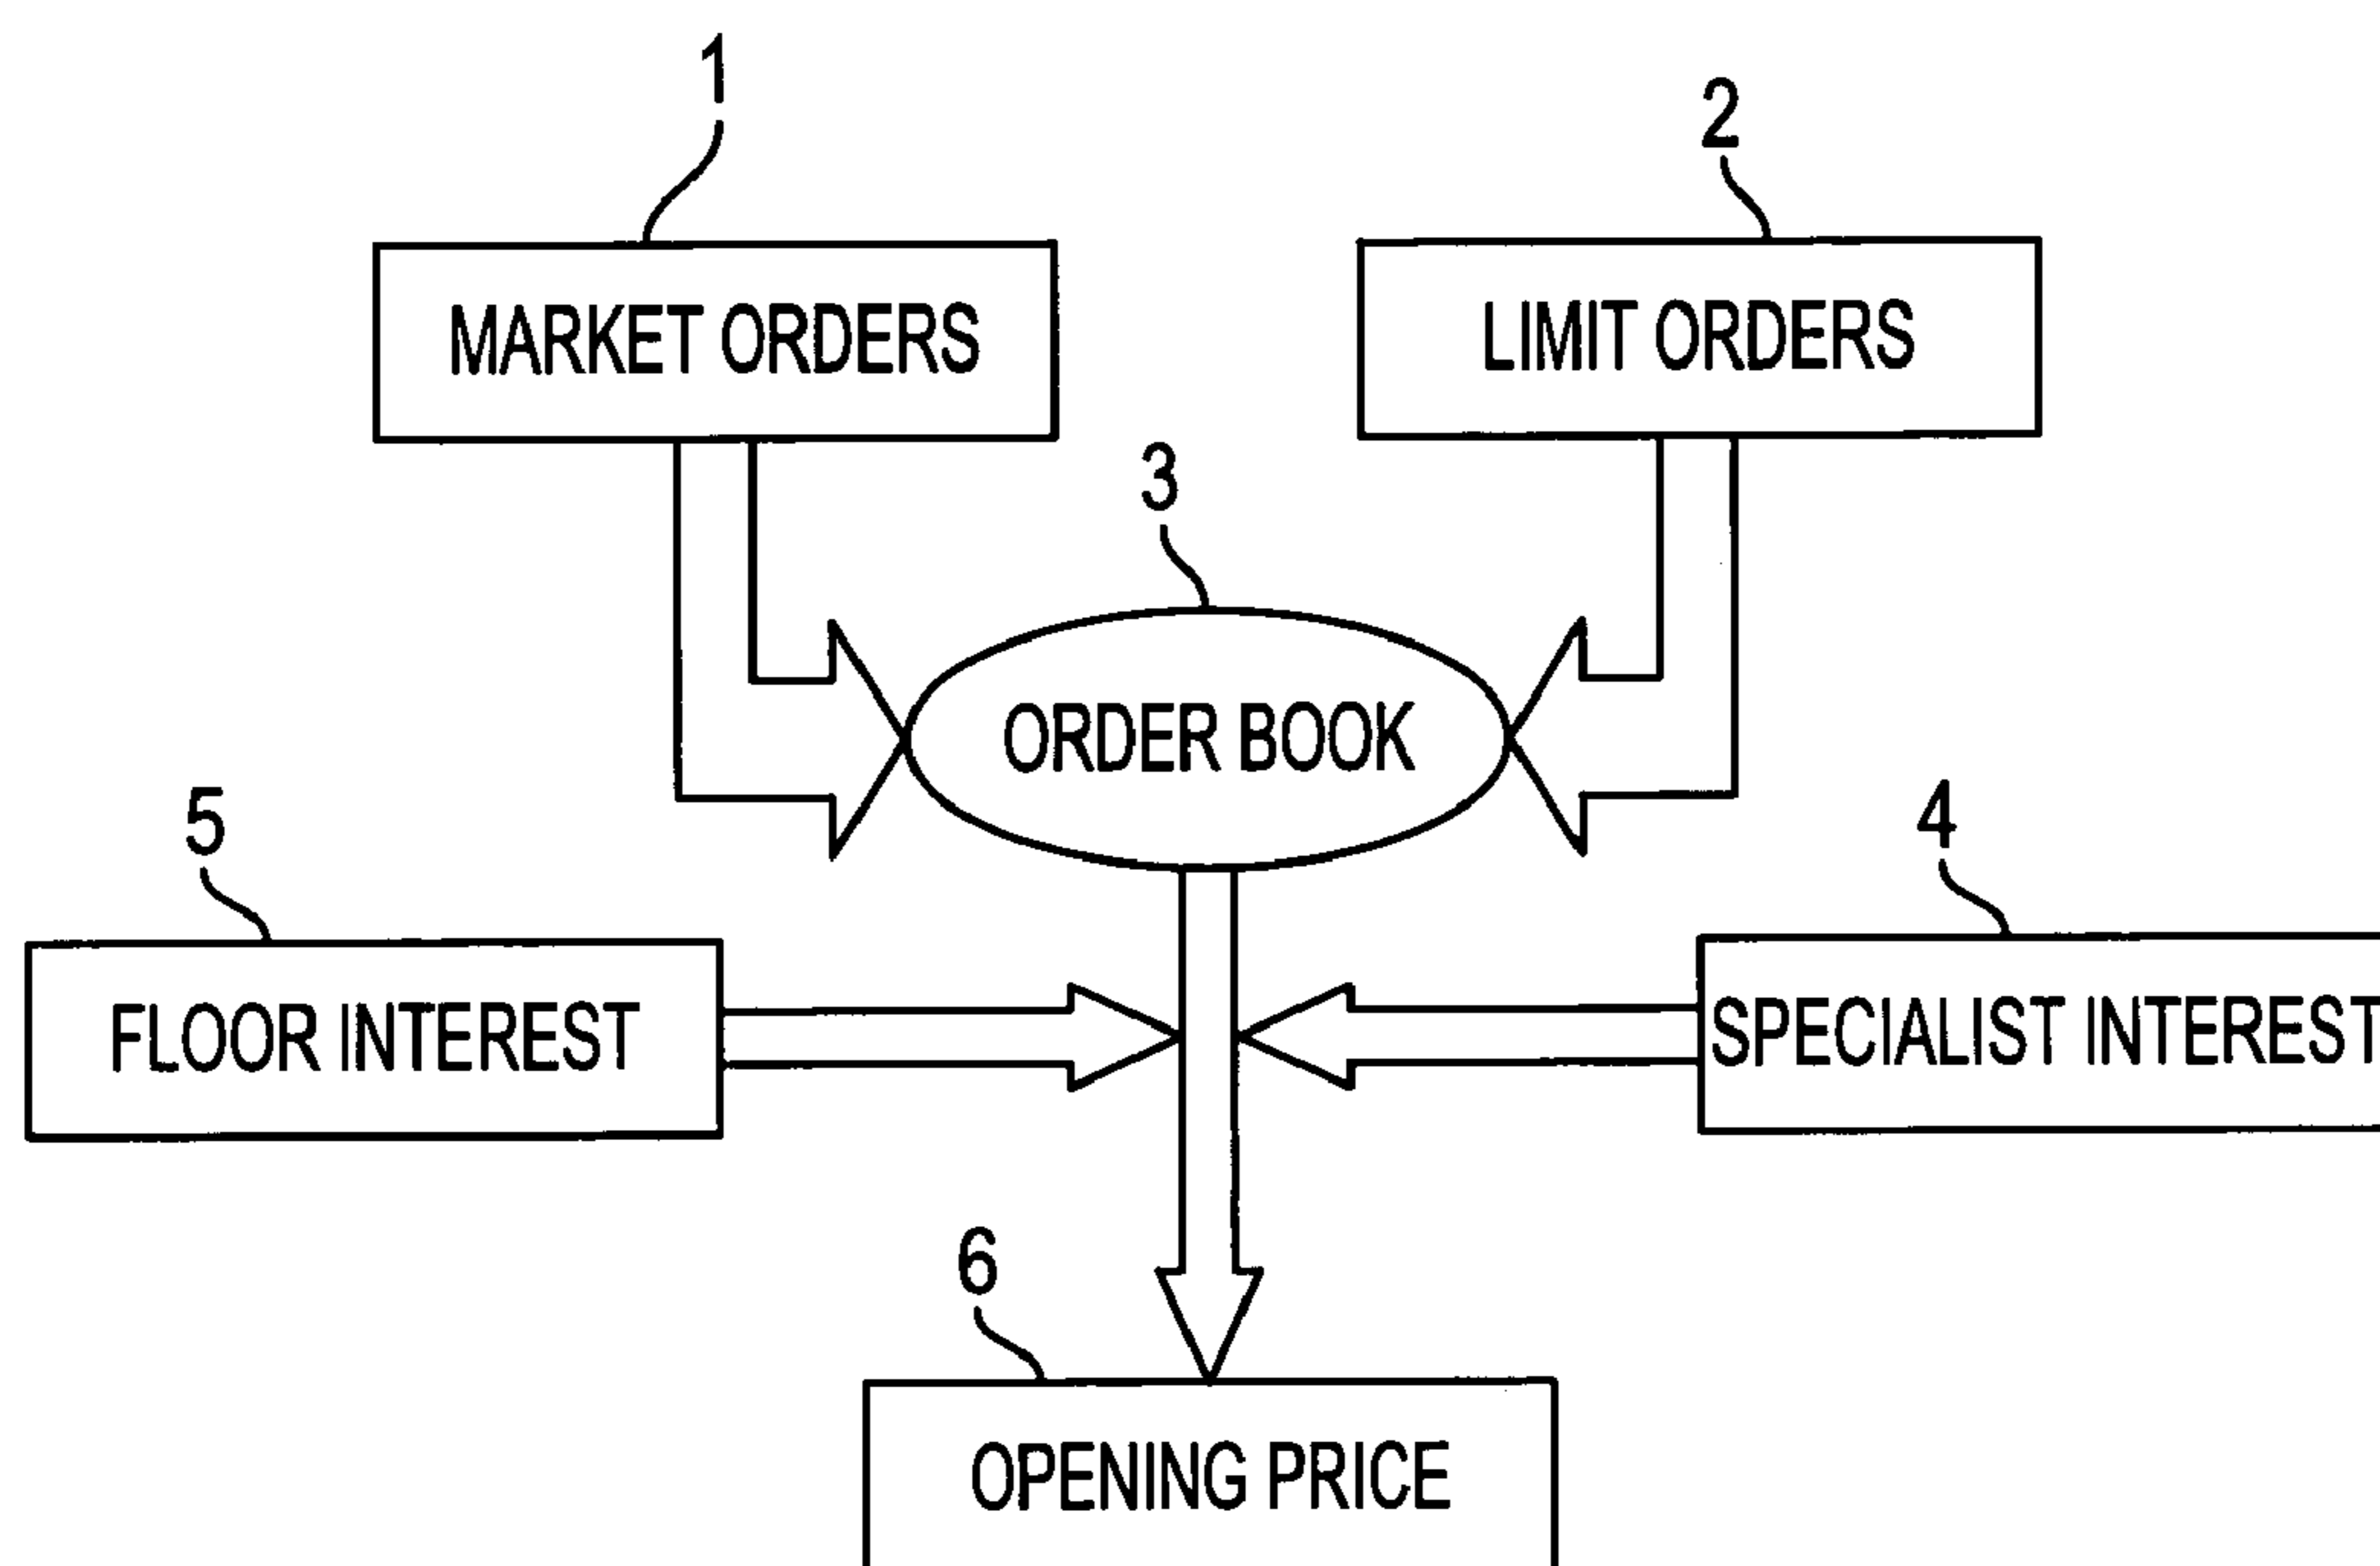 1
2
MARKET ORDERS
LIMIT ORDERS
3
ORDER BOOK
5
4
FLOOR INTEREST
SPECIALIST INTEREST
6
OPENING PRICE